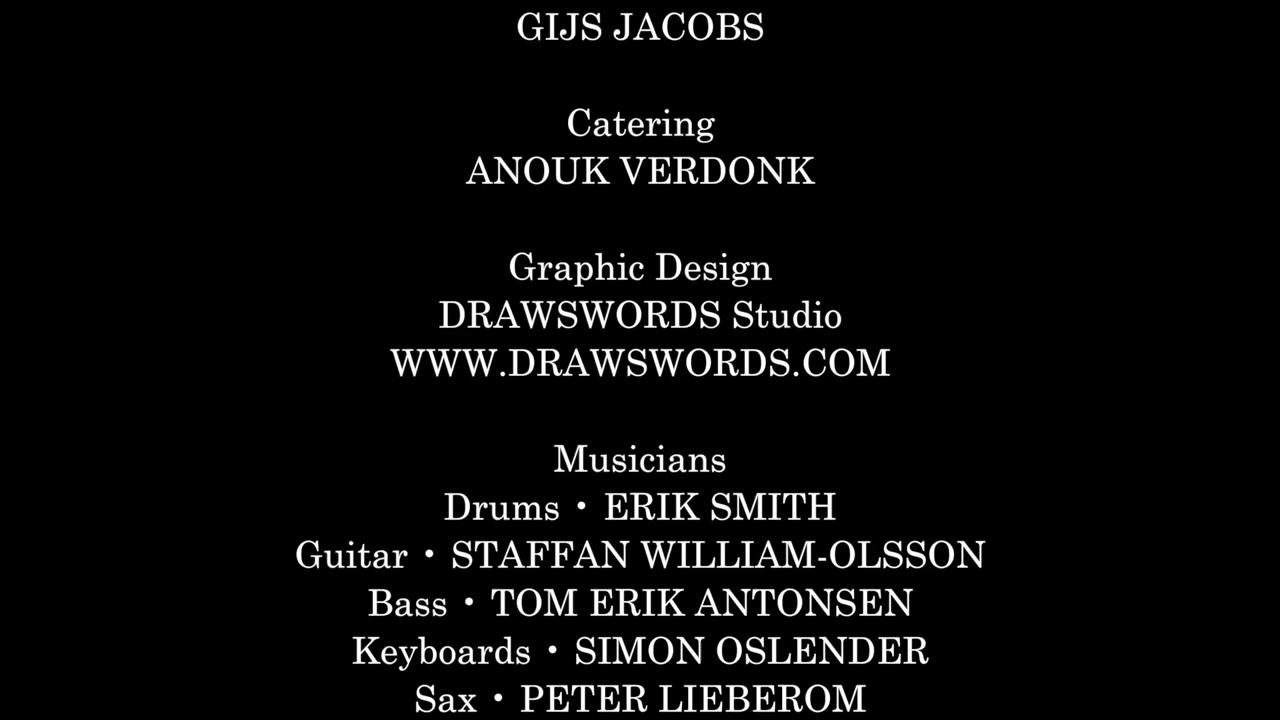 GIJS JACOBS
Catering
ANOUK VERDONK
Graphic Design
DRAWSWORDS Studio
WWW.DRAWSWORDS.COM
Musicians
Drums • ERIK SMITH
Guitar • STAFFAN WILLIAM-OLSSON
Bass • TOM ERIK ANTONSEN
Keyboards • SIMON OSLENDER
Sax • PETER LIEBEROM